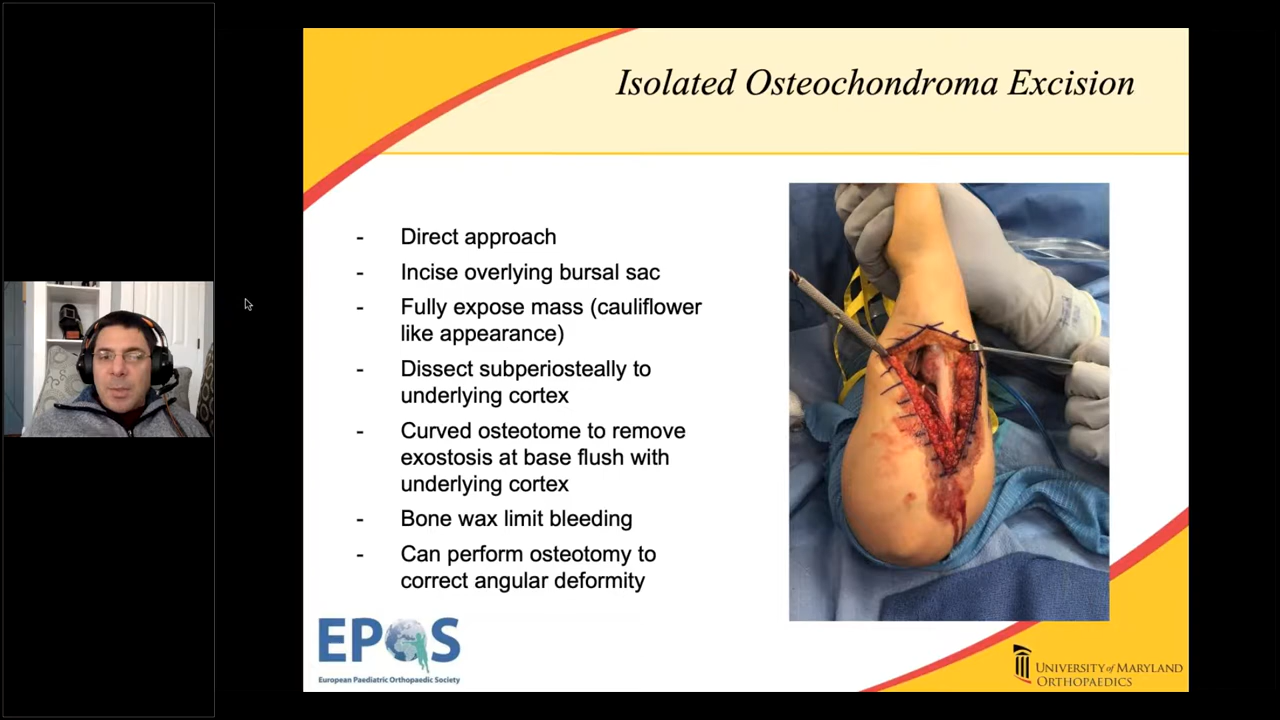 Isolated Osteochondroma Excision
- Direct approach
- Incise overlying bursal sac
- Fully expose mass (cauliflower
like appearance)
- Dissect subperiosteally to
underlying cortex
- Curved osteotome to remove
exostosis at base flush with
underlying cortex
- Bone wax limit bleeding
- Can perform osteotomy to
correct angular deformity
EPOS
European Paediatric Orthopaedic Society
UNIVERSITY of MARYLAND
ORTHOPAEDICS